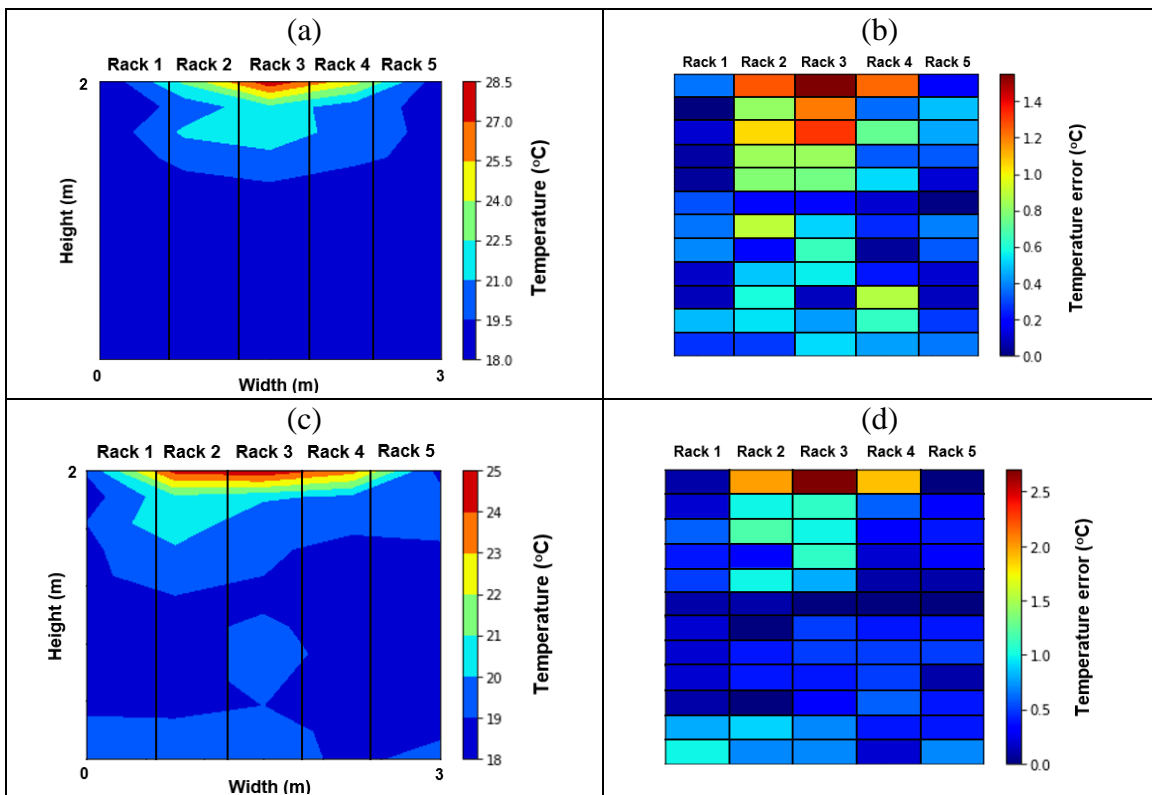 (a)
Rack 1 Rack 2 Rack 3 Rack 4 Rack 5
2
Height (m)
0
3
Width (m)
28.5
27.0
25.5
24.0
22.5
21.0
19.5
18.0
Temperature (°C)
(b)
Rack 1 Rack 2 Rack 3 Rack 4 Rack 5
1.4
1.2
1.0
0.8
0.6
0.4
0.2
0.0
Temperature error (°C)
(c)
Rack 1 Rack 2 Rack 3 Rack 4 Rack 5
2
Height (m)
0
3
Width (m)
25
24
23
22
21
20
19
18
Temperature (°C)
(d)
Rack 1 Rack 2 Rack 3 Rack 4 Rack 5
2.5
2.0
1.5
1.0
0.5
0.0
Temperature error (°C)